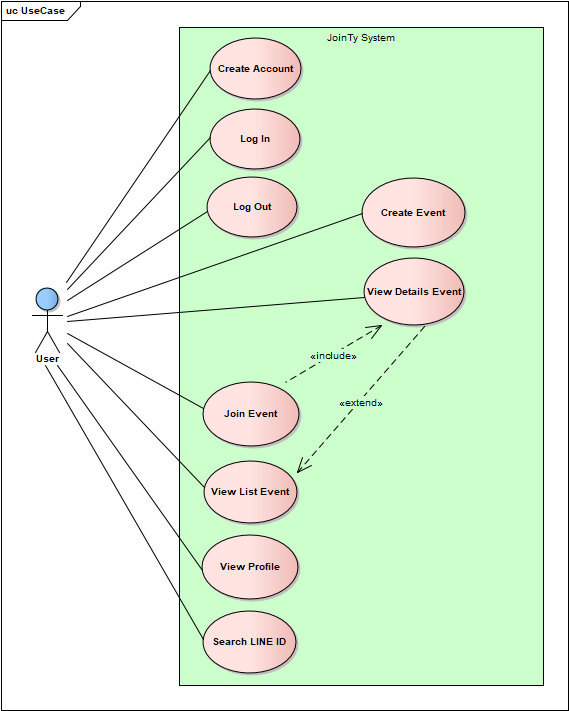 uc UseCase
JoinTy System
Create Account
Log In
Log Out
Create Event
View Details Event
User
«include»
«extend»
Join Event
View List Event
View Profile
Search LINE ID